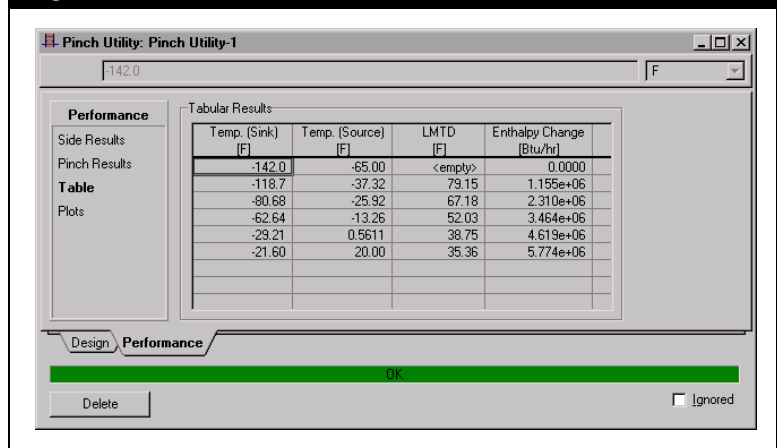 Pinch Utility: Pinch Utility-1
-142.0 F
Performance
Side Results
Pinch Results
Table
Plots
Tabular Results
Temp. (Sink) [F] Temp. (Source) [F] LMTD [F] Enthalpy Change [Btu/hr]
-142.0 -65.00 <empty> 0.0000
-118.7 -37.32 79.15 1.155e+06
-80.68 -25.92 67.18 2.310e+06
-62.64 -13.26 52.03 3.464e+06
-29.21 0.5611 38.75 4.619e+06
-21.60 20.00 35.36 5.774e+06
Design Performance
OK
Delete Ignored